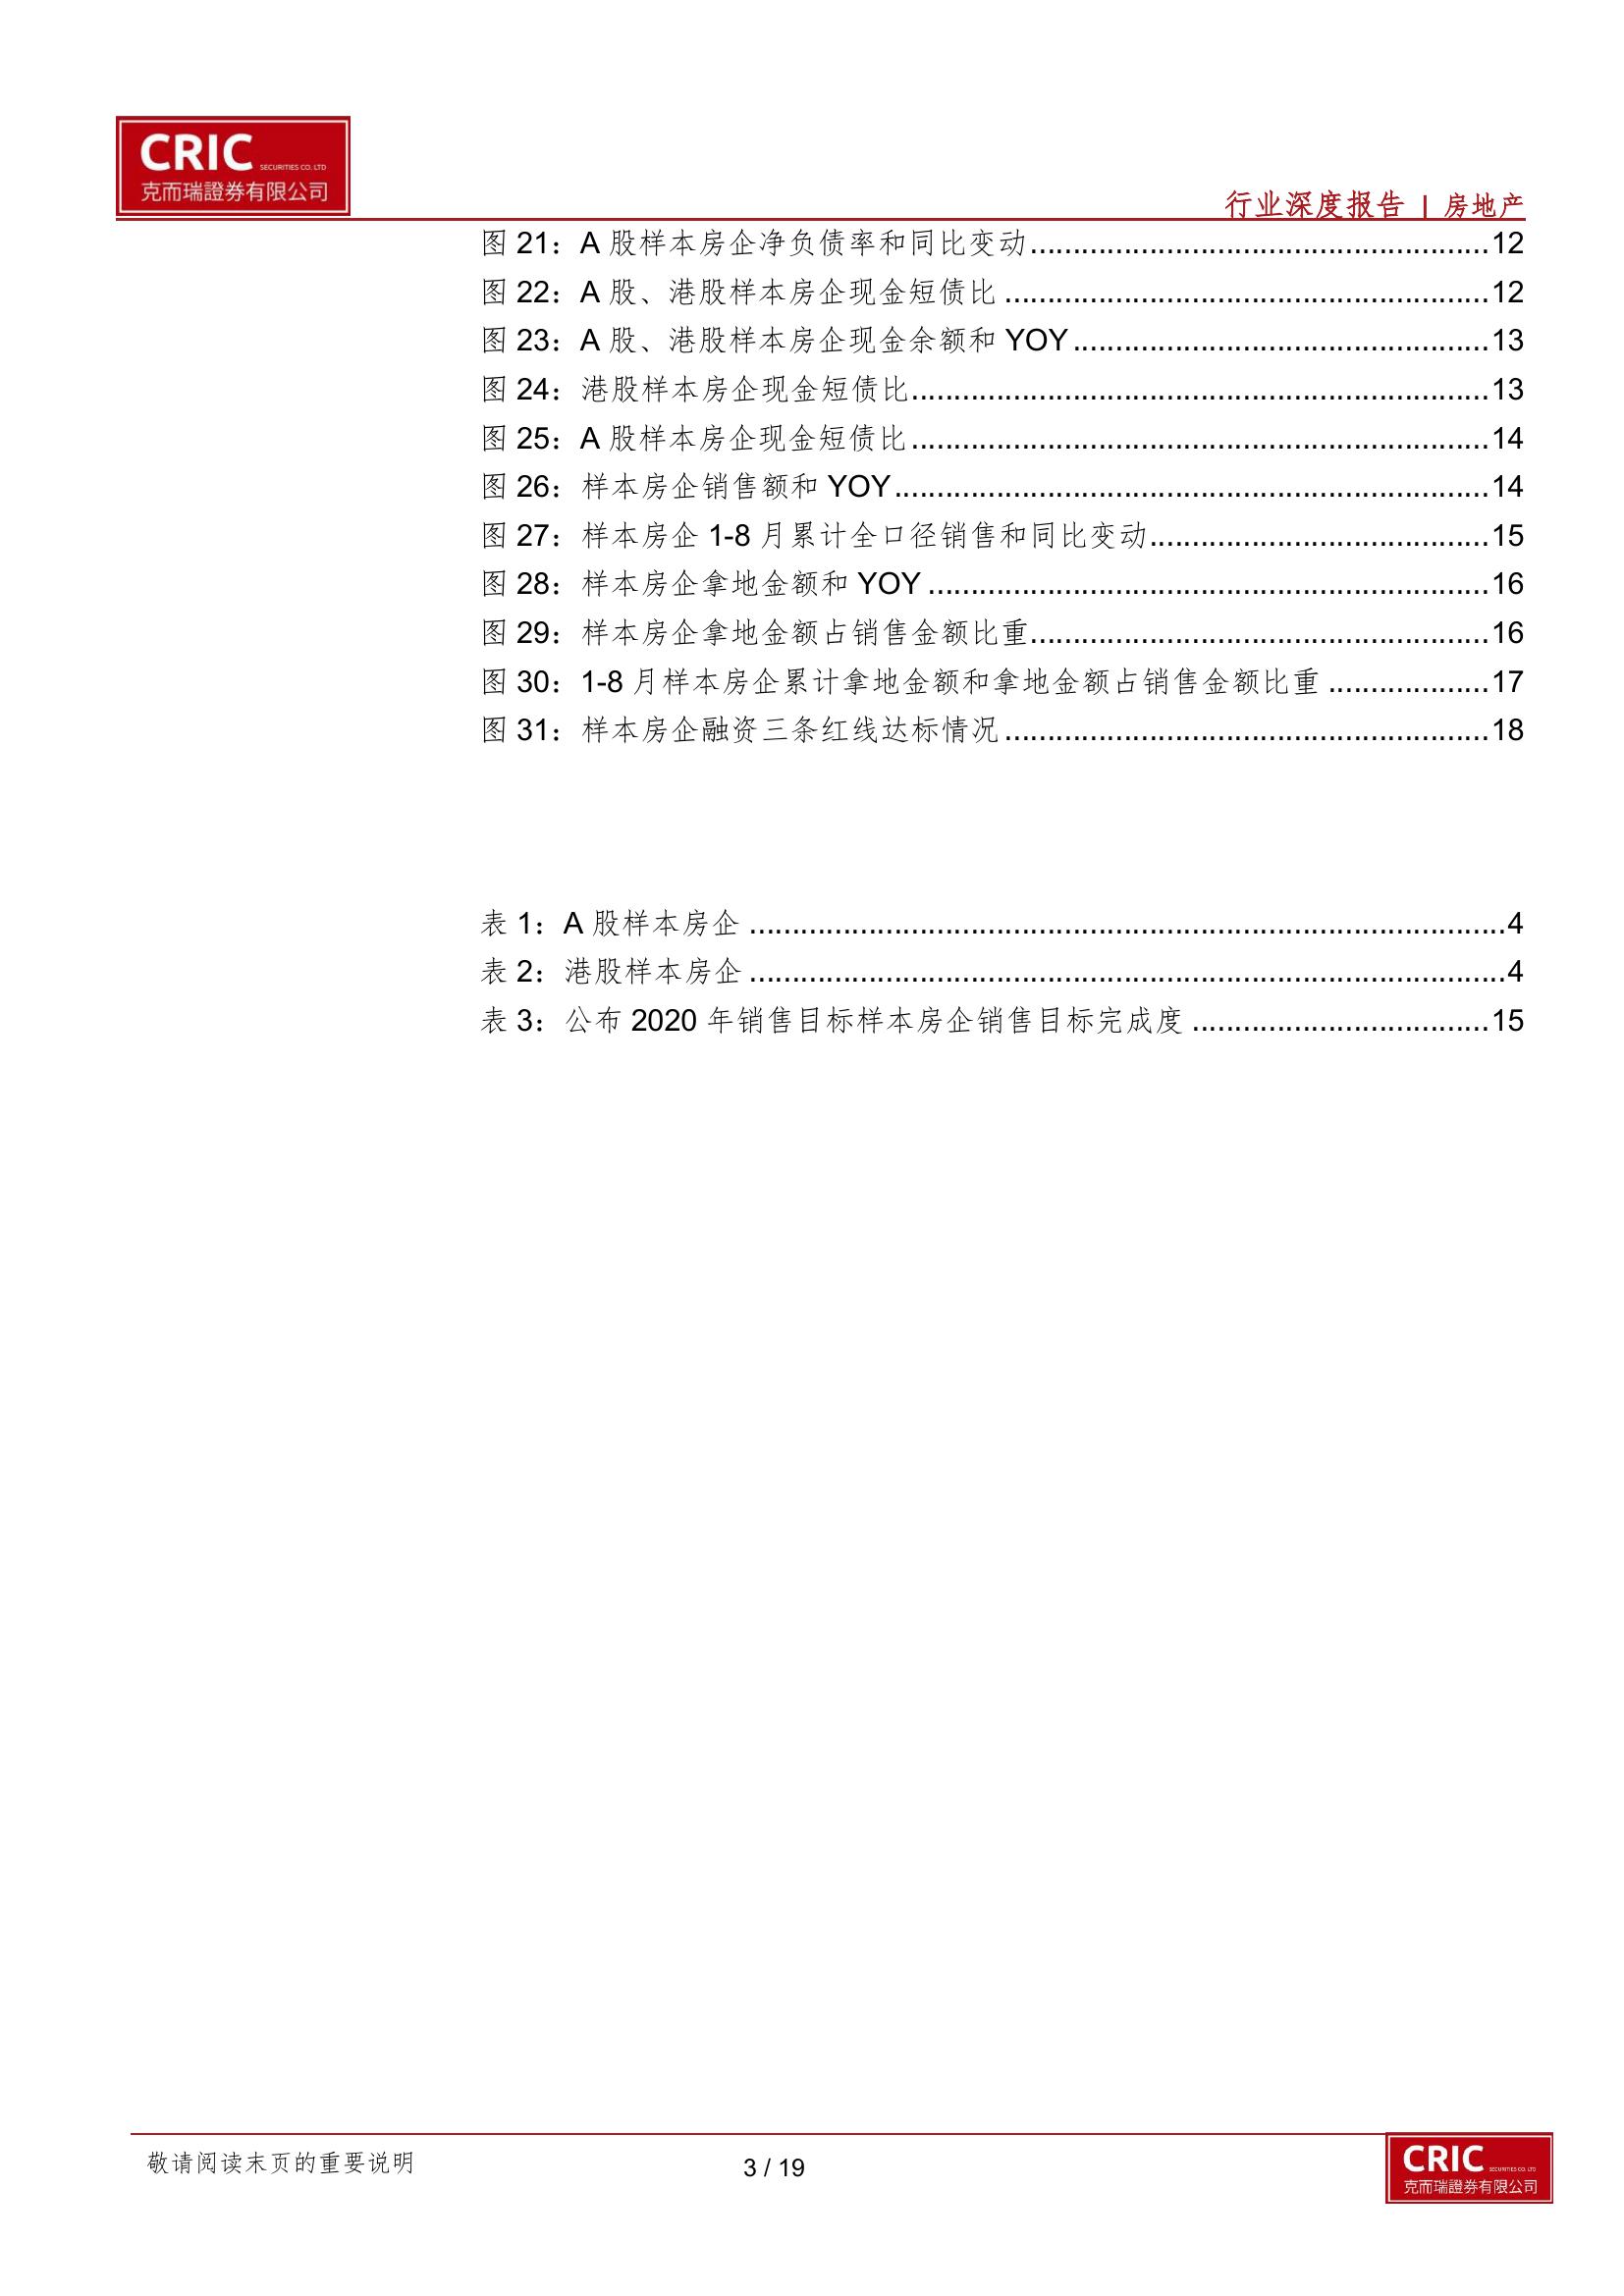 CRIC SECURITIES CO. LTD
克而瑞證券有限公司
行业深度报告 | 房地产
图 21：A 股样本房企净负债率和同比变动......................................................12
图 22：A 股、港股样本房企现金短债比.........................................................12
图 23：A 股、港股样本房企现金余额和 YOY.................................................13
图 24：港股样本房企现金短债比....................................................................13
图 25：A 股样本房企现金短债比....................................................................14
图 26：样本房企销售额和 YOY......................................................................14
图 27：样本房企 1-8 月累计全口径销售和同比变动........................................15
图 28：样本房企拿地金额和 YOY..................................................................16
图 29：样本房企拿地金额占销售金额比重......................................................16
图 30：1-8 月样本房企累计拿地金额和拿地金额占销售金额比重...................17
图 31：样本房企融资三条红线达标情况.........................................................18
表 1：A 股样本房企.........................................................................................4
表 2：港股样本房企.........................................................................................4
表 3：公布 2020 年销售目标样本房企销售目标完成度...................................15
敬请阅读末页的重要说明
3 / 19
CRIC SECURITIES CO. LTD
克而瑞證券有限公司